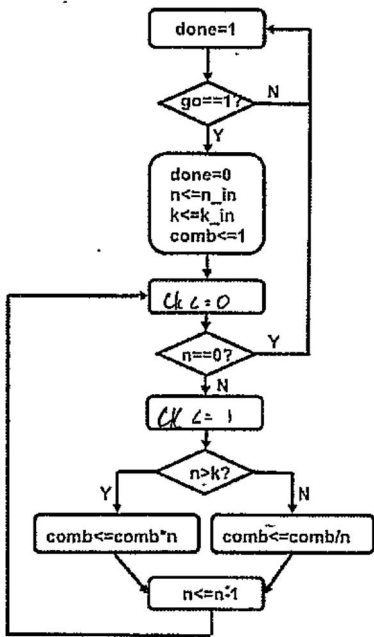 done=1
go==1?
N
Y
done=0
n<=n_in
k<=k_in
comb<=1
Ck <= 0
n==0?
Y
N
CK <= 1
n>k?
Y
N
comb<=comb*n
comb<=comb/n
n<=n-1